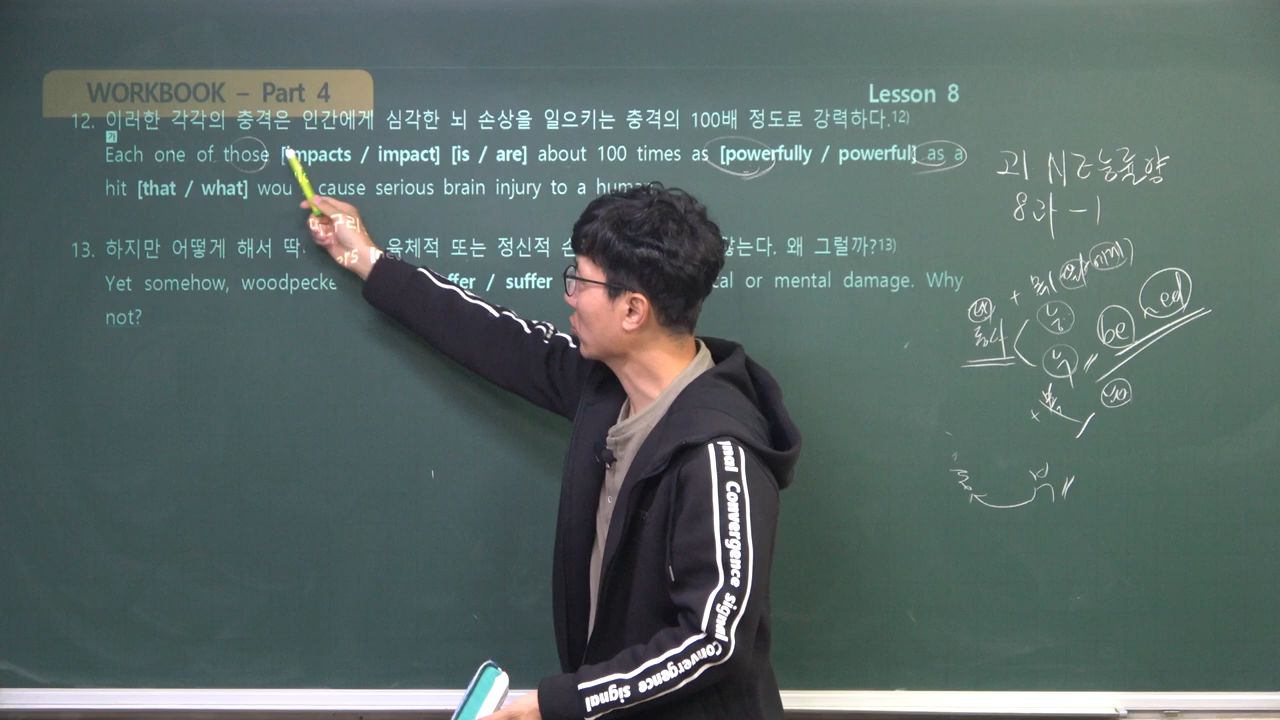 WORKBOOK – Part 4
Lesson 8
12. 이러한 각각의 충격은 인간에게 심각한 뇌 손상을 일으키는 충격의 100배 정도로 강력하다.12)
Each one of those [impacts / impact] [is / are] about 100 times as [powerfully / powerful] as a
hit [that / what] wou cause serious brain injury to a
13. 하지만 어떻게 해서 딱 구리 육체적 또는 정신적 않는다. 왜 그럴까?13)
Yet somehow, / suffer or mental damage. Why
not?
8과 -1
be
ed
Convergence Signal
Convergence Signal